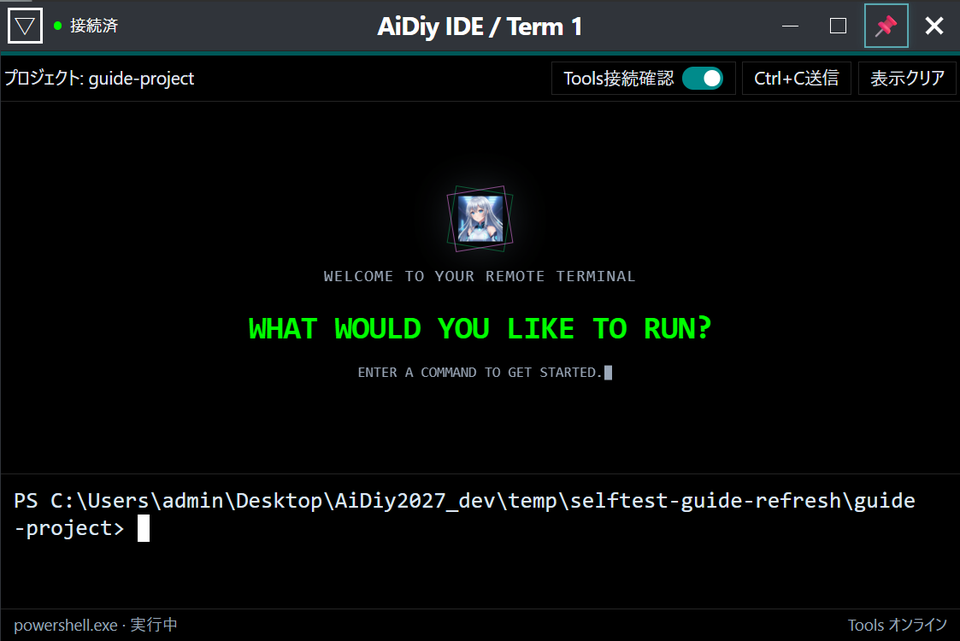 接続済
AiDiy IDE / Term 1
プロジェクト: guide-project
Tools接続確認
Ctrl+C送信
表示クリア
WELCOME TO YOUR REMOTE TERMINAL
WHAT WOULD YOU LIKE TO RUN?
ENTER A COMMAND TO GET STARTED.
PS C:\Users\admin\Desktop\AiDiy2027_dev\temp\selftest-guide-refresh\guide
-project>
powershell.exe · 実行中
Tools オンライン